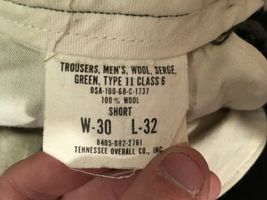 TROUSERS, MEN'S, WOOL, SERGE,
GREEN, TYPE II CLASS 6
DSA-100-68-C-1737
100% WOOL
SHORT
W-30 L-32
8405-082-2761
TENNESSEE OVERALL CO., INC.